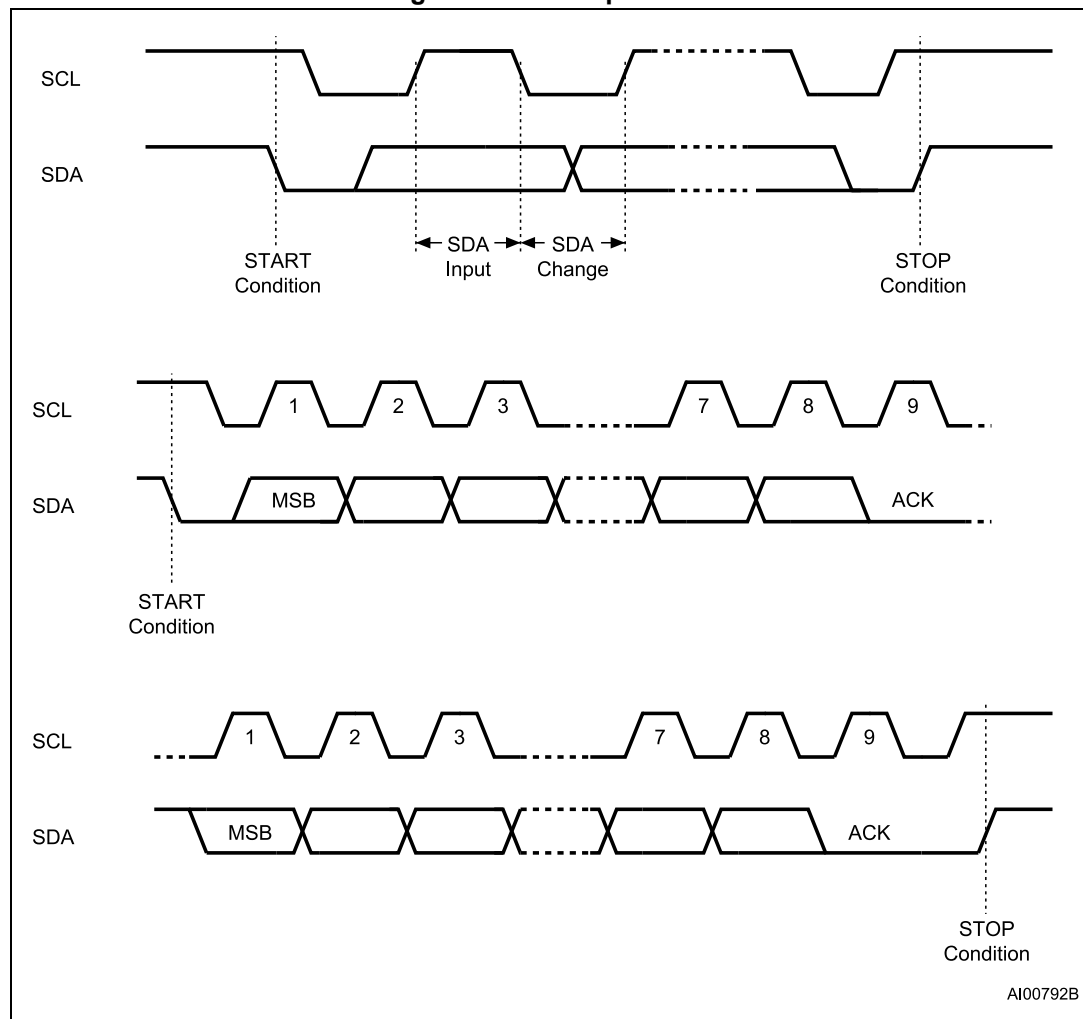 SCL
SDA
SDA
Input
SDA
Change
START
Condition
STOP
Condition
SCL
1 2 3 7 8 9
SDA
MSB
ACK
START
Condition
SCL
1 2 3 7 8 9
SDA
MSB
ACK
STOP
Condition
AI00792B